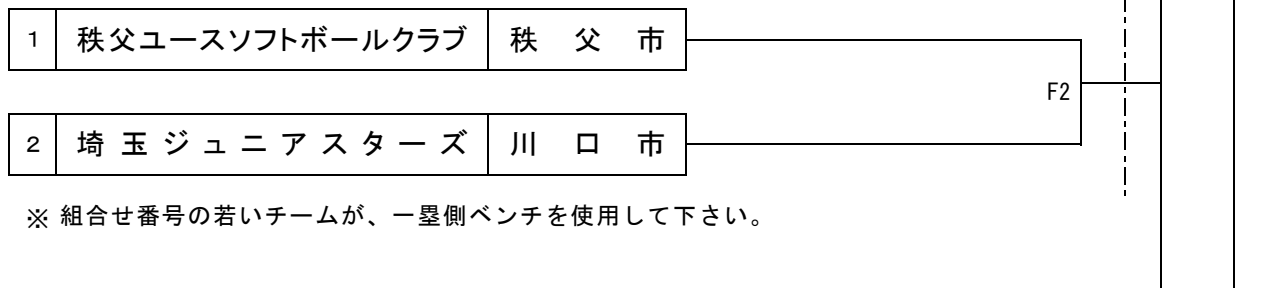 1 秩父ユースソフトボールクラブ 秩父市
F2
2 埼玉ジュニアスターズ 川口市
※ 組合せ番号の若いチームが、一塁側ベンチを使用して下さい。